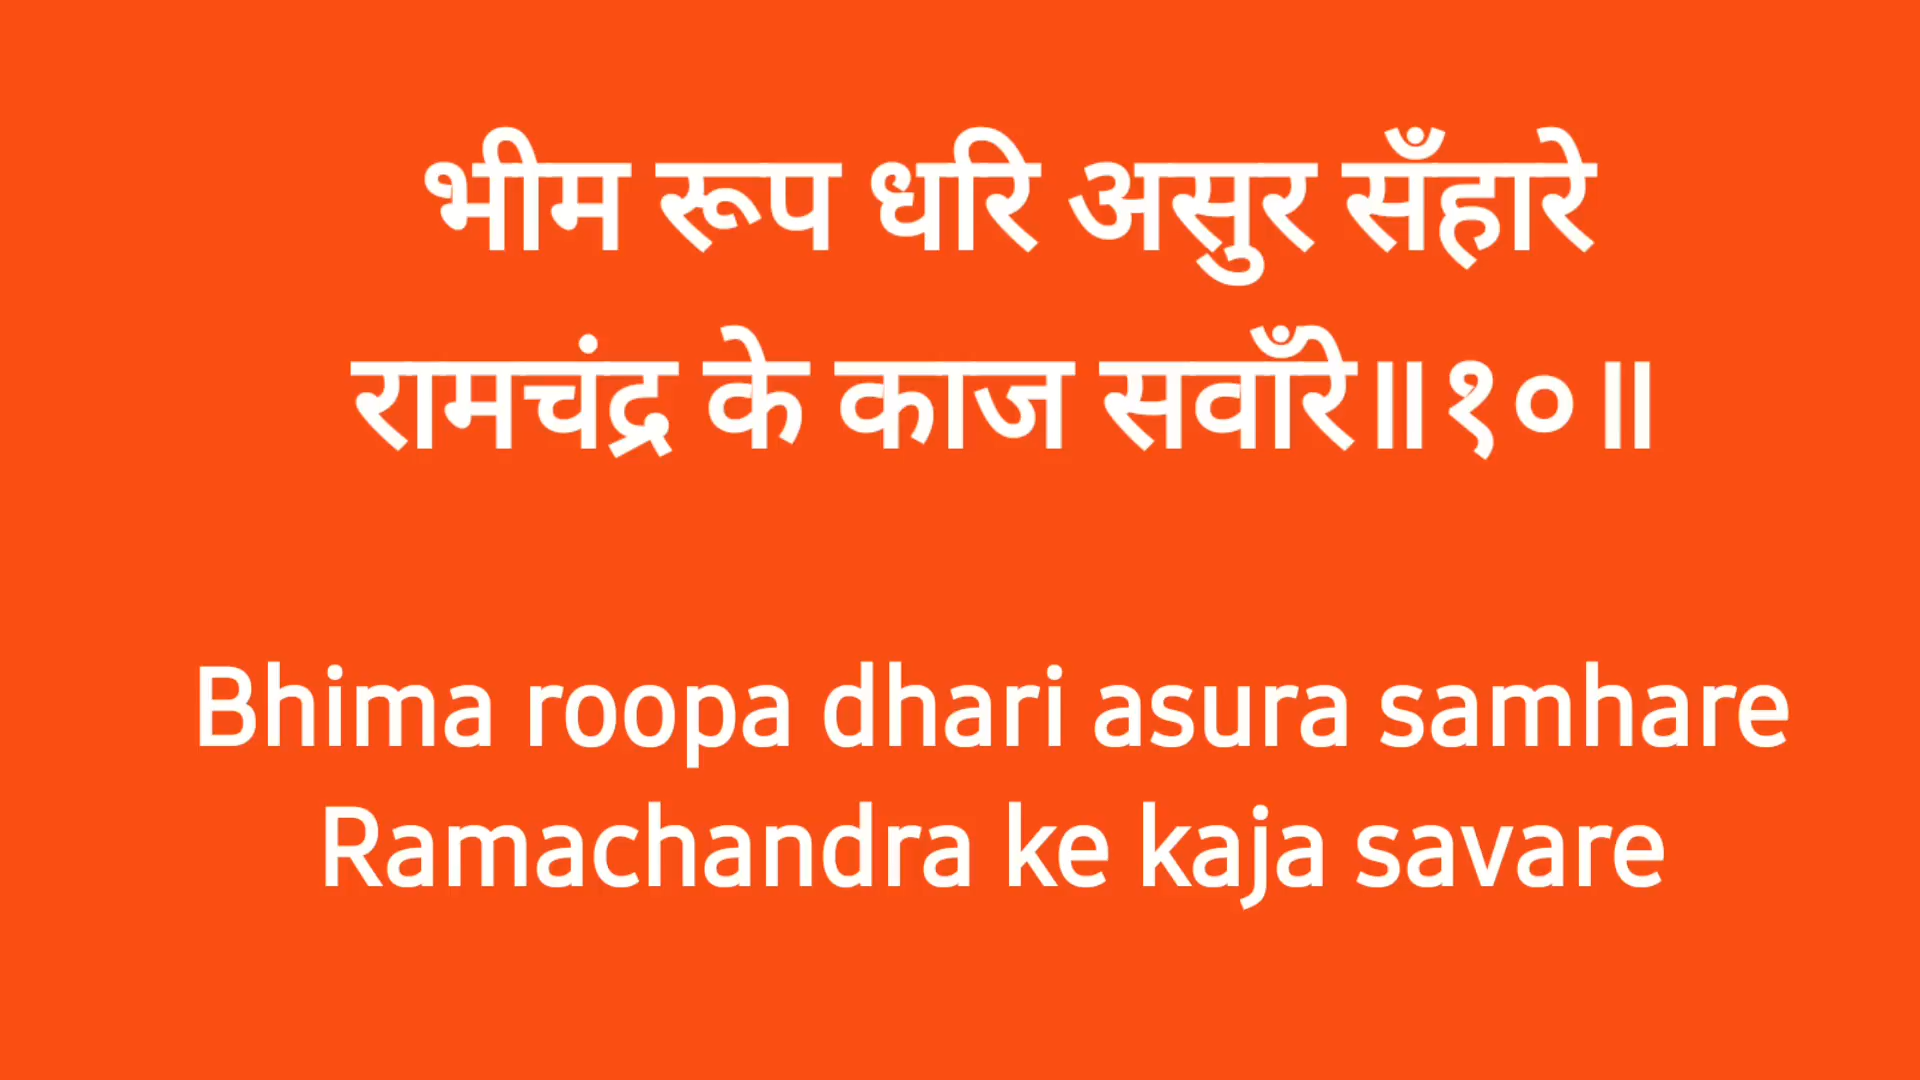 भीम रूप धरि असुर सँहारे
रामचंद्र के काज सवाँरे॥१०॥
Bhima roopa dhari asura samhare
Ramachandra ke kaja savare